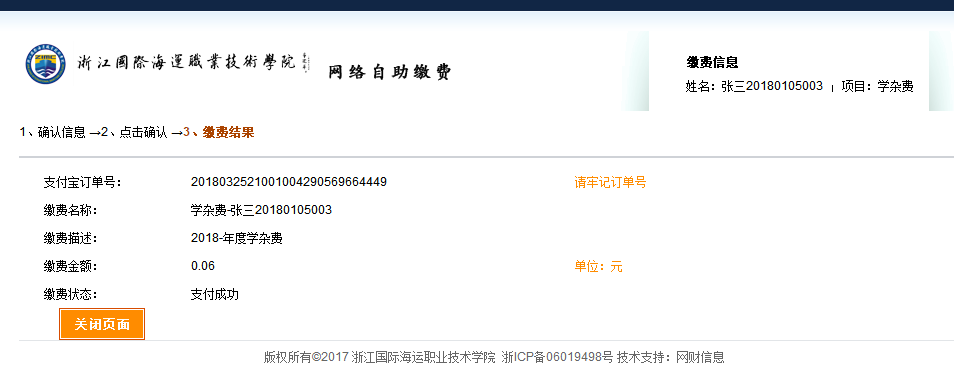 ZIMC
浙江國際海運職業技術學院
网络自助缴费
缴费信息
姓名：张三20180105003 | 项目：学杂费
1、确认信息 →2、点击确认 →3、缴费结果
支付宝订单号： 2018032521001004290569664449 请牢记订单号
缴费名称： 学杂费-张三20180105003
缴费描述： 2018-年度学杂费
缴费金额： 0.06 单位：元
缴费状态： 支付成功
关闭页面
版权所有©2017 浙江国际海运职业技术学院 浙ICP备06019498号 技术支持：网财信息